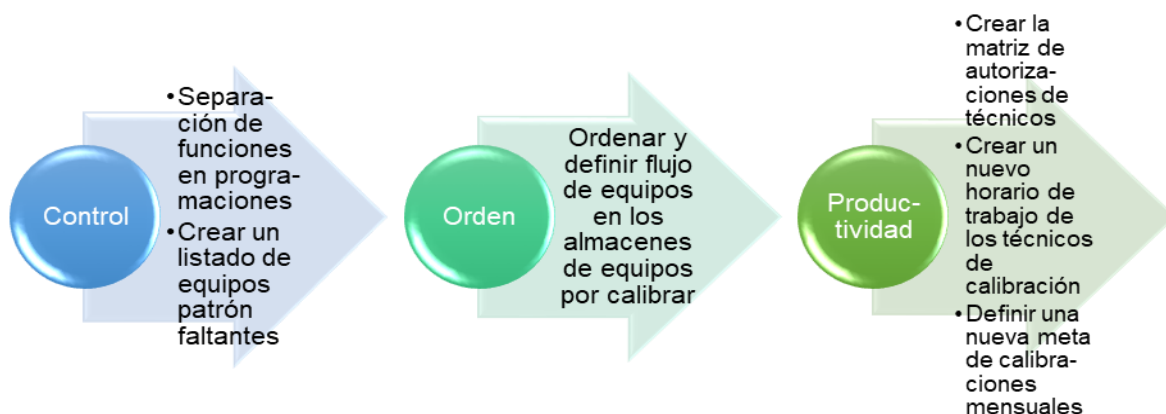 Control
•Separa-
ción de
funciones
en progra-
maciones
•Crear un
listado de
equipos
patrón
faltantes
Orden
Ordenar y
definir flujo
de equipos
en los
almacenes
de equipos
por calibrar
Produc-
tividad
•Crear la
matriz de
autoriza-
ciones de
técnicos
•Crear un
nuevo
horario de
trabajo de
los técnicos
de
calibración
•Definir una
nueva meta
de calibra-
ciones
mensuales